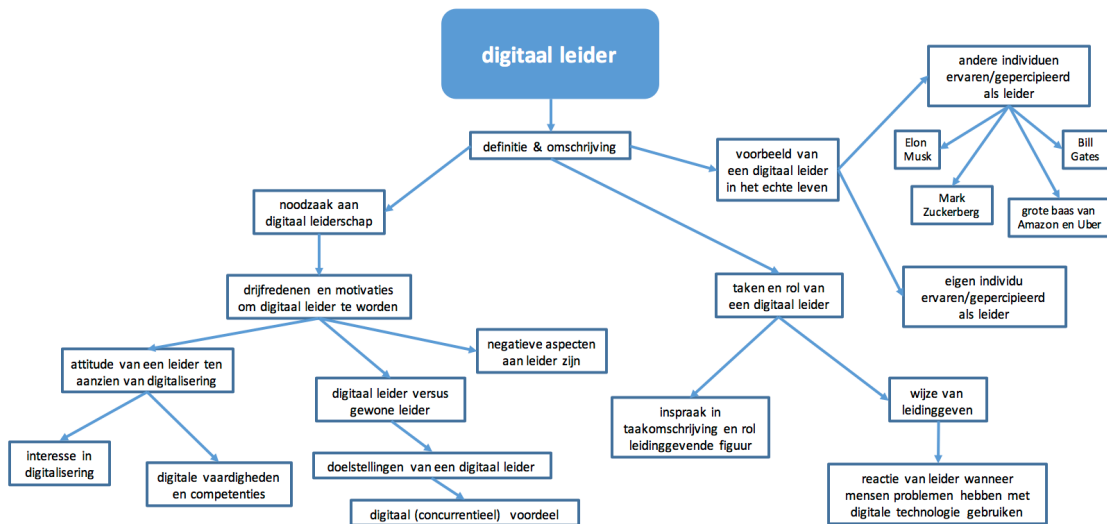 digitaal leider
definitie & omschrijving
voorbeeld van
een digitaal leider
in het echte leven
andere individuen
ervaren/gepercipieerd
als leider
Elon
Musk
Mark
Zuckerberg
grote baas van
Amazon en Uber
Bill
Gates
eigen individu
ervaren/gepercipieerd
als leider
noodzaak aan
digitaal leiderschap
drijfredenen en motivaties
om digitaal leider te worden
attitude van een leider ten
aanzien van digitalisering
interesse in
digitalisering
digitale vaardigheden
en competenties
digitaal leider versus
gewone leider
doelstellingen van een digitaal leider
digitaal (concurrentieel) voordeel
negatieve aspecten
aan leider zijn
taken en rol van
een digitaal leider
inspraak in
taakomschrijving en rol
leidinggevende figuur
wijze van
leidinggeven
reactie van leider wanneer
mensen problemen hebben met
digitale technologie gebruiken